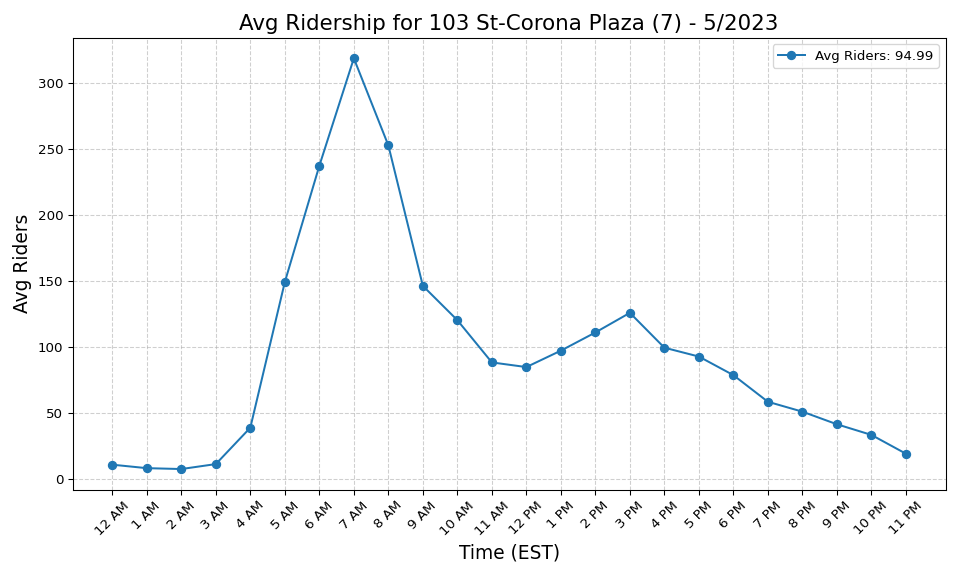 Avg Ridership for 103 St-Corona Plaza (7) - 5/2023
Avg Riders: 94.99
Avg Riders
300
250
200
150
100
50
0
12 AM
1 AM
2 AM
3 AM
4 AM
5 AM
6 AM
7 AM
8 AM
9 AM
10 AM
11 AM
12 PM
1 PM
2 PM
3 PM
4 PM
5 PM
6 PM
7 PM
8 PM
9 PM
10 PM
11 PM
Time (EST)